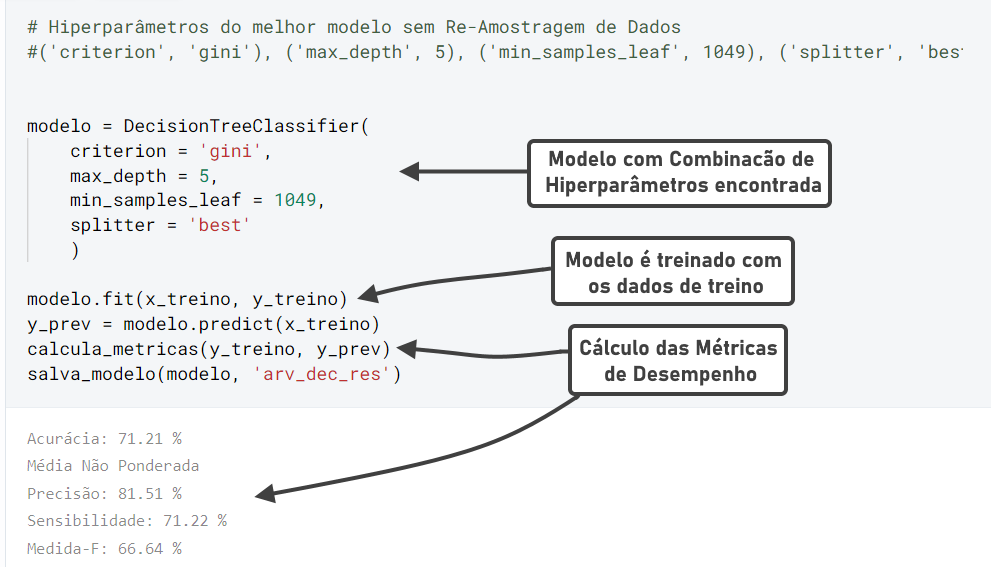 # Hiperparâmetros do melhor modelo sem Re-Amostragem de Dados
#('criterion', 'gini'), ('max_depth', 5), ('min_samples_leaf', 1049), ('splitter', 'bes
modelo = DecisionTreeClassifier(
criterion = 'gini',
max_depth = 5,
min_samples_leaf = 1049,
splitter = 'best'
)
Modelo com Combinacão de
Hiperparâmetros encontrada
modelo.fit(x_treino, y_treino)
y_prev = modelo.predict(x_treino)
calcula_metricas(y_treino, y_prev)
salva_modelo(modelo, 'arv_dec_res')
Modelo é treinado com
os dados de treino
Cálculo das Métricas
de Desempenho
Acurácia: 71.21 %
Média Não Ponderada
Precisão: 81.51 %
Sensibilidade: 71.22 %
Medida-F: 66.64 %